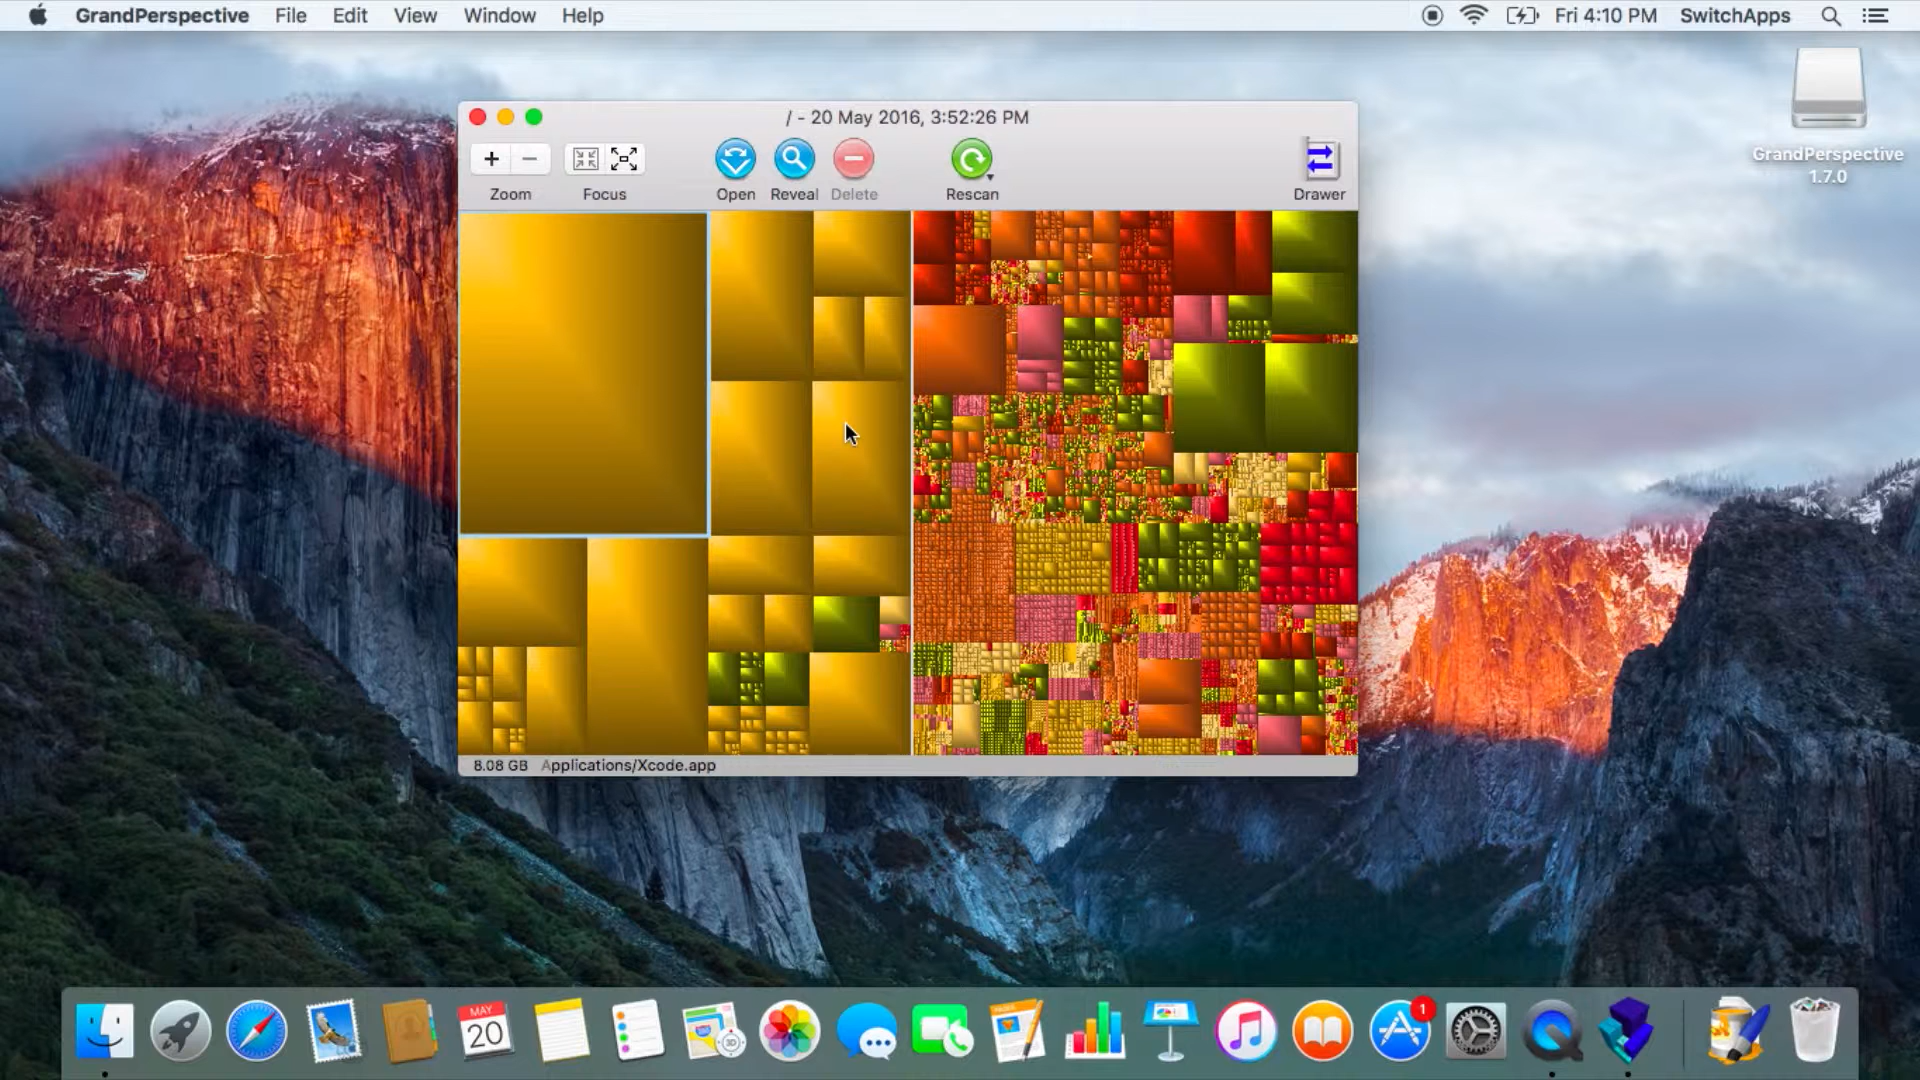 GrandPerspective File Edit View Window Help Fri 4:10 PM SwitchApps
GrandPerspective
1.7.0
/ - 20 May 2016, 3:52:26 PM
Zoom Focus Open Reveal Delete Rescan Drawer
8.08 GB Applications/Xcode.app
MAY
20
3D
1